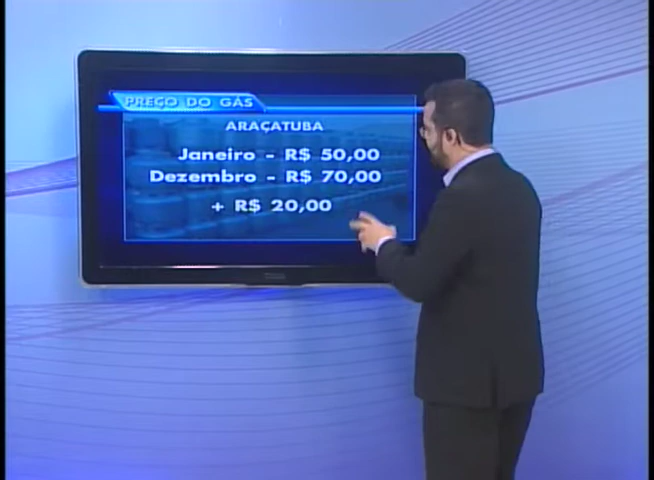 PREÇO DO GÁS
ARAÇATUBA
Janeiro - R$ 50,00
Dezembro - R$ 70,00
+ R$ 20,00